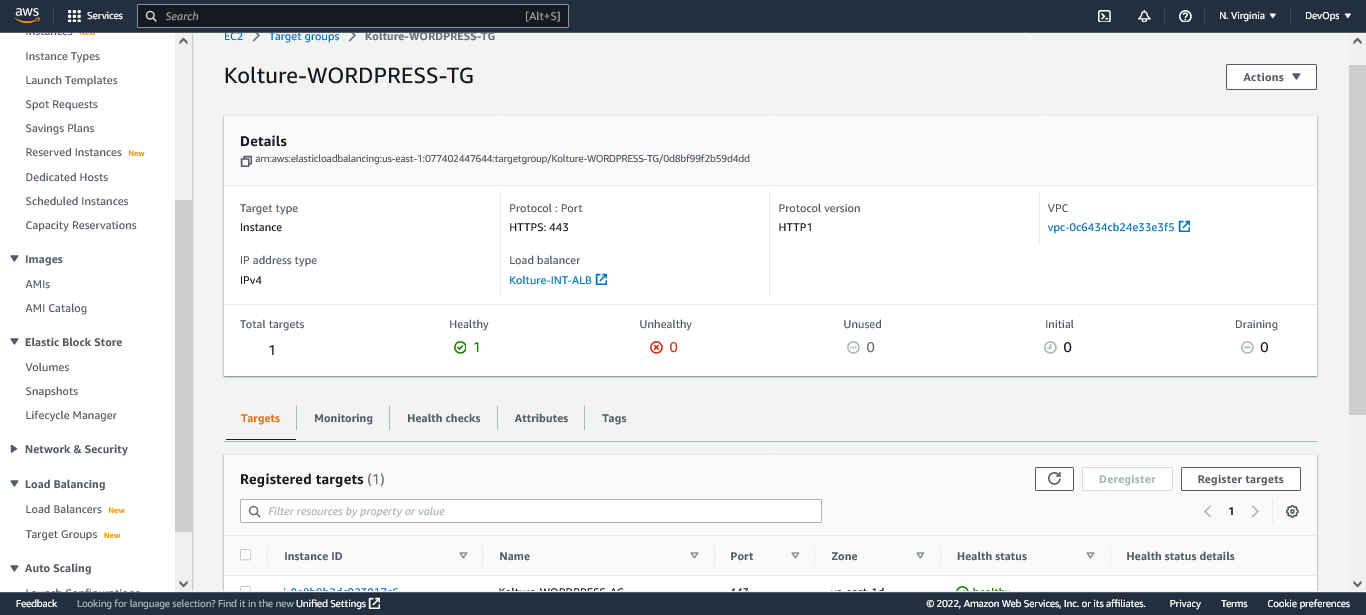 aws Services Search [Alt+S] N. Virginia DevOps
Instances New
Instance Types
Launch Templates
Spot Requests
Savings Plans
Reserved Instances New
Dedicated Hosts
Scheduled Instances
Capacity Reservations
Images
AMIs
AMI Catalog
Elastic Block Store
Volumes
Snapshots
Lifecycle Manager
Network & Security
Load Balancing
Load Balancers New
Target Groups New
Auto Scaling
Launch Configurations
EC2 > Target groups > Kolture-WORDPRESS-TG
Kolture-WORDPRESS-TG
Actions
Details
arn:aws:elasticloadbalancing:us-east-1:077402447644:targetgroup/Kolture-WORDPRESS-TG/0d8bf99f2b59d4dd
Target type
Instance
Protocol : Port
HTTPS: 443
Protocol version
HTTP1
VPC
vpc-0c6434cb24e33e3f5
IP address type
IPv4
Load balancer
Kolture-INT-ALB
Total targets
1
Healthy
1
Unhealthy
0
Unused
0
Initial
0
Draining
0
Targets Monitoring Health checks Attributes Tags
Registered targets (1)
Deregister Register targets
Filter resources by property or value
1
Instance ID Name Port Zone Health status Health status details
Kolture-WORDPRESS-AG 443 us-east-1d healthy
Feedback Looking for language selection? Find it in the new Unified Settings © 2022, Amazon Web Services, Inc. or its affiliates. Privacy Terms Cookie preferences